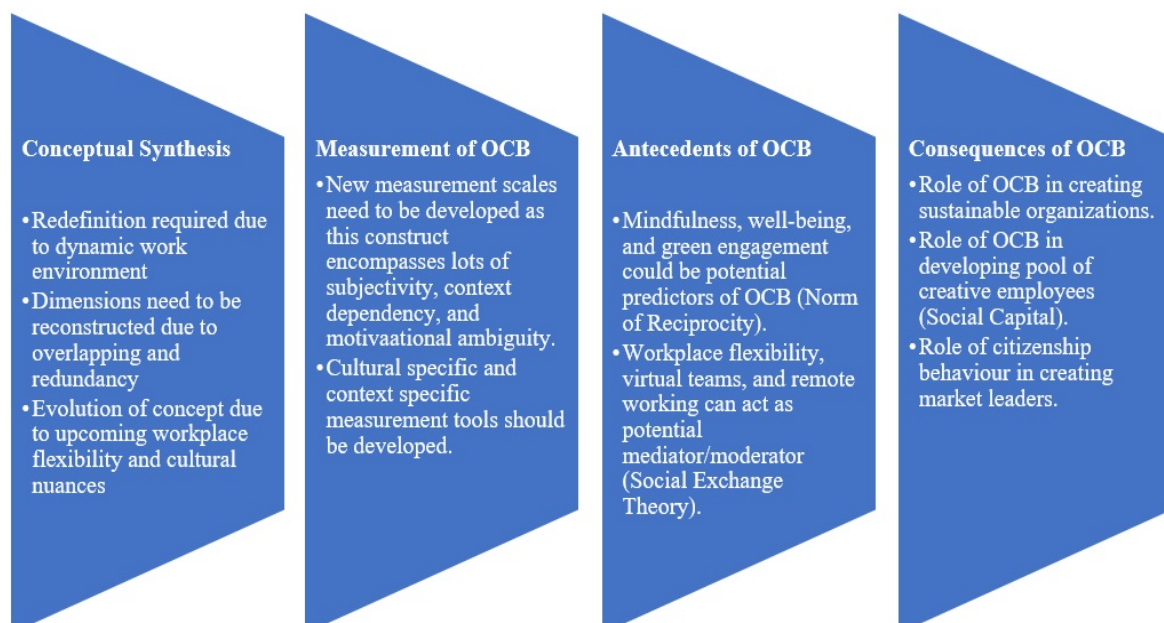 Conceptual Synthesis
•Redefinition required due
to dynamic work
environment
•Dimensions need to be
reconstructed due to
overlapping and
redundancy
•Evolution of concept due
to upcoming workplace
flexibility and cultural
nuances
Measurement of OCB
•New measurement scales
need to be developed as
this construct
encompasses lots of
subjectivity, context
dependency, and
motivaational ambiguity.
•Cultural specific and
context specific
measurement tools should
be developed.
Antecedents of OCB
•Mindfulness, well-being,
and green engagement
could be potential
predictors of OCB (Norm
of Reciprocity).
•Workplace flexibility,
virtual teams, and remote
working can act as
potential
mediator/moderator
(Social Exchange
Theory).
Consequences of OCB
•Role of OCB in creating
sustainable organizations.
•Role of OCB in
developing pool of
creative employees
(Social Capital).
•Role of citizenship
behaviour in creating
market leaders.